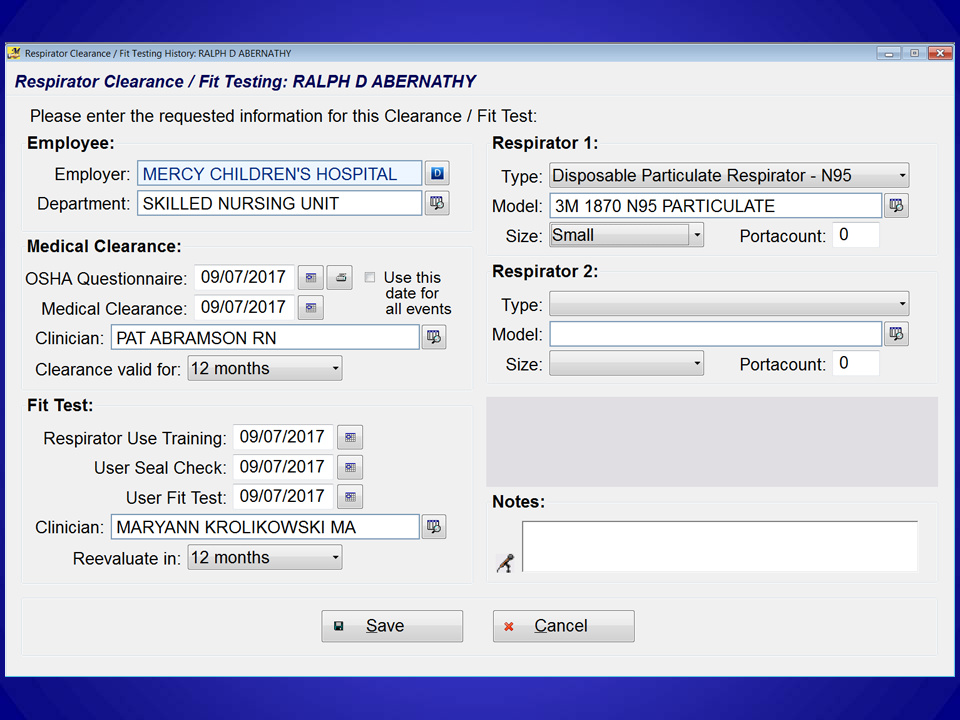 Respirator Clearance / Fit Testing History: RALPH D ABERNATHY
Respirator Clearance / Fit Testing: RALPH D ABERNATHY
Please enter the requested information for this Clearance / Fit Test:
Employee:
Employer: MERCY CHILDREN'S HOSPITAL D
Department: SKILLED NURSING UNIT
Medical Clearance:
OSHA Questionnaire: 09/07/2017
Use this
date for
all events
Medical Clearance: 09/07/2017
Clinician: PAT ABRAMSON RN
Clearance valid for: 12 months
Fit Test:
Respirator Use Training: 09/07/2017
User Seal Check: 09/07/2017
User Fit Test: 09/07/2017
Clinician: MARYANN KROLIKOWSKI MA
Reevaluate in: 12 months
Respirator 1:
Type: Disposable Particulate Respirator - N95
Model: 3M 1870 N95 PARTICULATE
Size: Small Portacount: 0
Respirator 2:
Type:
Model:
Size: Portacount: 0
Notes:
Save Cancel